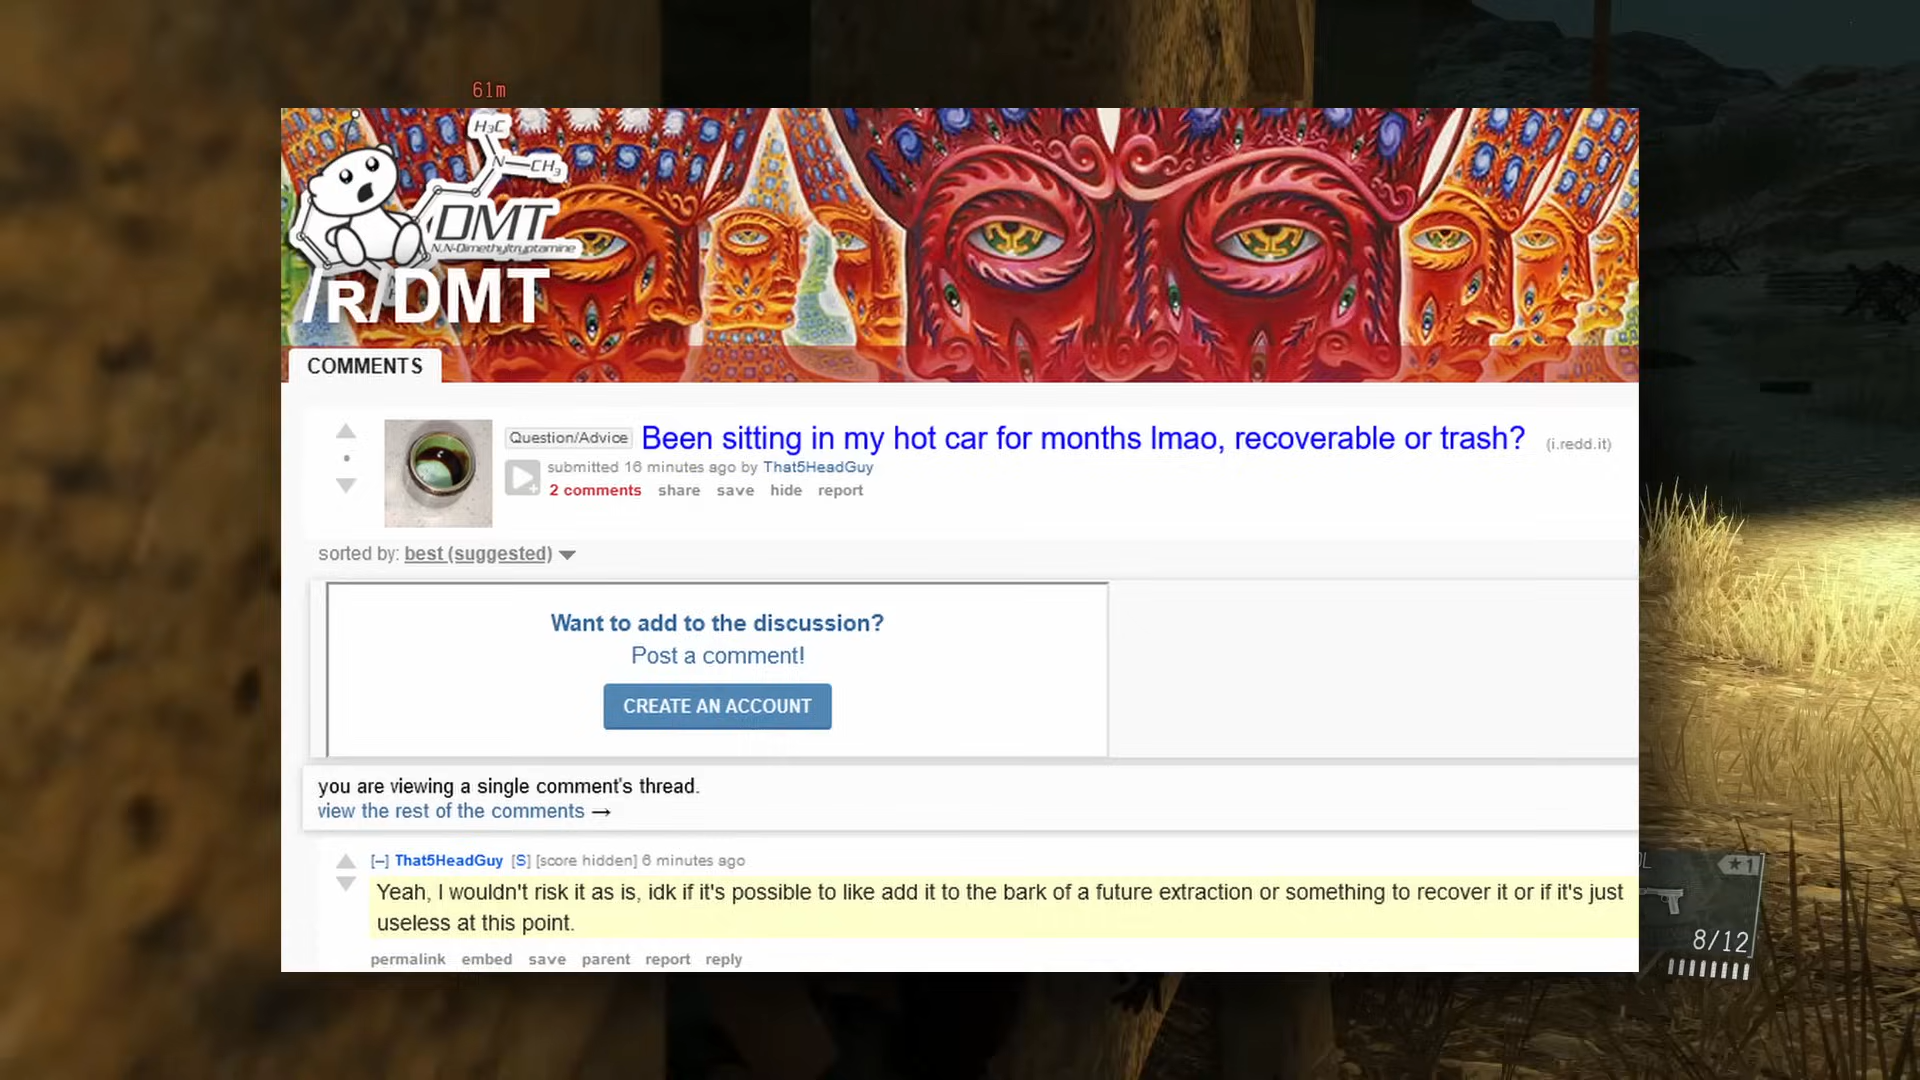 61m
H₃C
N
CH₃
DMT
N,N-Dimethyltryptamine
/R/DMT
COMMENTS
Question/Advice Been sitting in my hot car for months lmao, recoverable or trash? (i.redd.it)
submitted 16 minutes ago by That5HeadGuy
2 comments share save hide report
sorted by: best (suggested)
Want to add to the discussion?
Post a comment!
CREATE AN ACCOUNT
you are viewing a single comment's thread.
view the rest of the comments →
[–] That5HeadGuy [S] [score hidden] 6 minutes ago
Yeah, I wouldn't risk it as is, idk if it's possible to like add it to the bark of a future extraction or something to recover it or if it's just
useless at this point.
permalink embed save parent report reply
★1
8/12